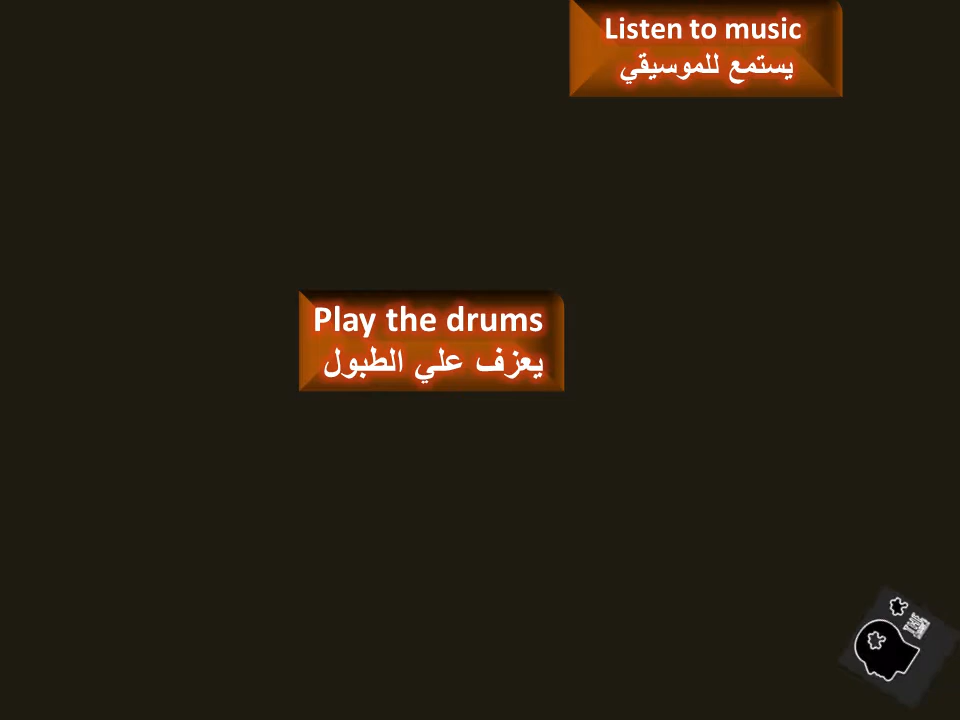 Listen to music
يستمع للموسيقي
Play the drums
يعزف علي الطبول